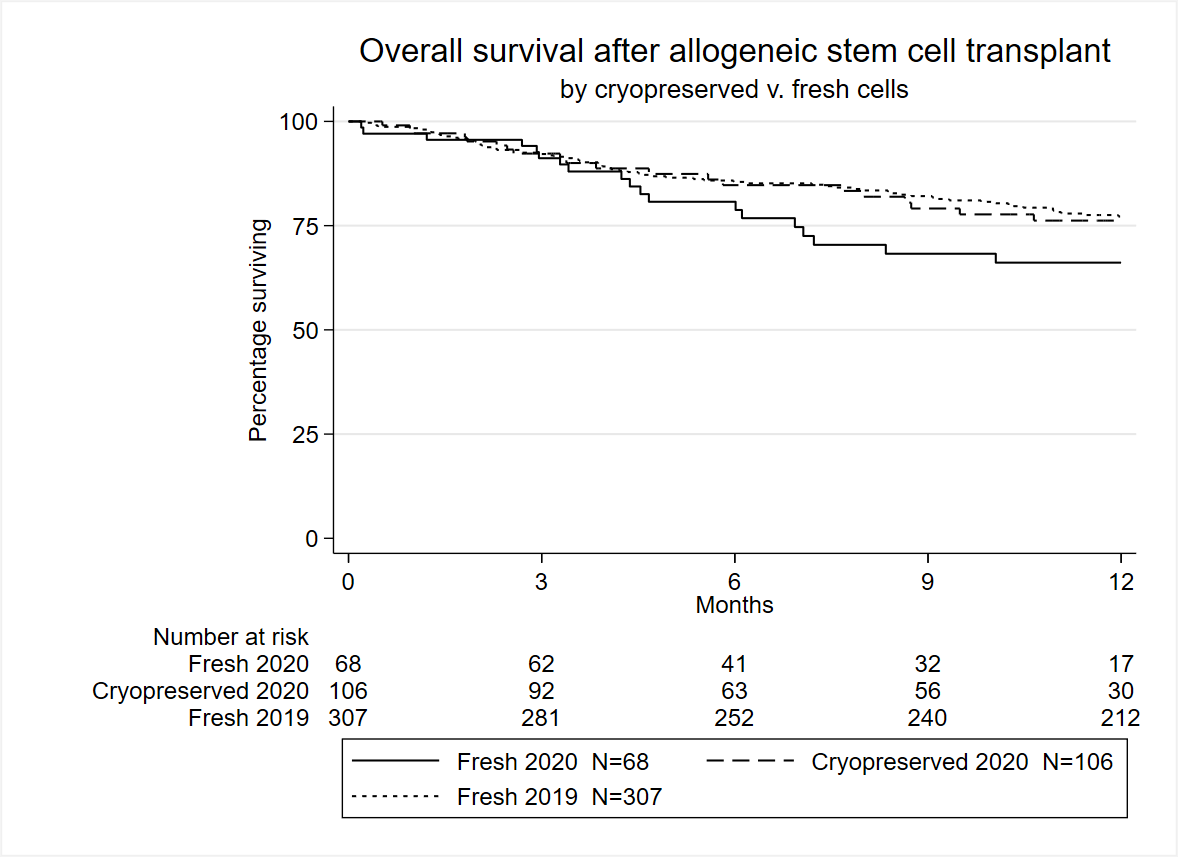 Overall survival after allogeneic stem cell transplant
by cryopreserved v. fresh cells
Percentage surviving
100
75
50
25
0
0 3 6 9 12
Months
Number at risk
Fresh 2020 68 62 41 32 17
Cryopreserved 2020 106 92 63 56 30
Fresh 2019 307 281 252 240 212
Fresh 2020 N=68 Cryopreserved 2020 N=106
Fresh 2019 N=307